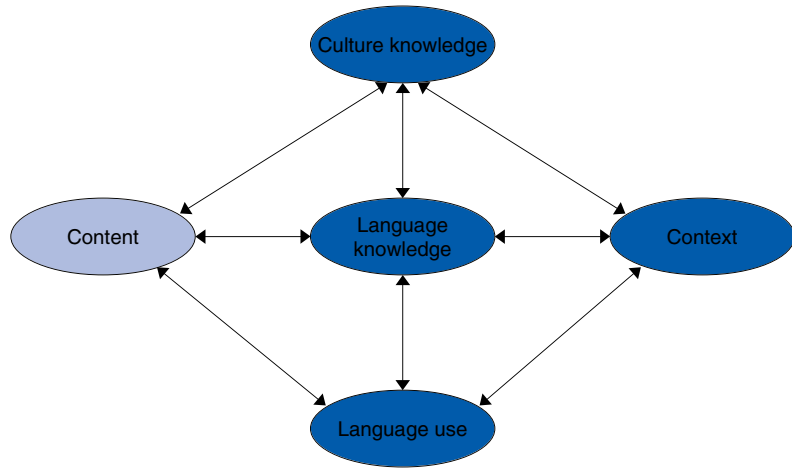 Culture knowledge
Content
Language
knowledge
Context
Language use